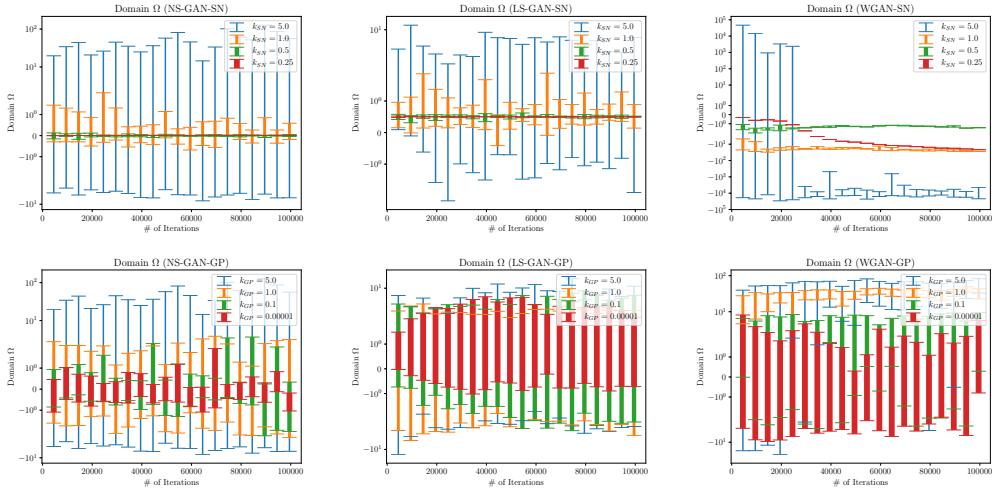 Domain Ω (NS-GAN-SN)
10²
10¹
10⁰
0
−10⁰
−10¹
Domain Ω
0 20000 40000 60000 80000 100000
# of Iterations
k_SN = 5.0
k_SN = 1.0
k_SN = 0.5
k_SN = 0.25
Domain Ω (LS-GAN-SN)
10¹
10⁰
0
−10⁰
Domain Ω
0 20000 40000 60000 80000 100000
# of Iterations
k_SN = 5.0
k_SN = 1.0
k_SN = 0.5
k_SN = 0.25
Domain Ω (WGAN-SN)
10⁵
10⁴
10³
10²
10¹
10⁰
0
−10⁰
−10¹
−10²
−10³
−10⁴
−10⁵
Domain Ω
0 20000 40000 60000 80000 100000
# of Iterations
k_SN = 5.0
k_SN = 1.0
k_SN = 0.5
k_SN = 0.25
Domain Ω (NS-GAN-GP)
10²
10¹
10⁰
0
−10⁰
−10¹
Domain Ω
0 20000 40000 60000 80000 100000
# of Iterations
k_GP = 5.0
k_GP = 1.0
k_GP = 0.1
k_GP = 0.00001
Domain Ω (LS-GAN-GP)
10¹
10⁰
0
−10⁰
−10¹
Domain Ω
0 20000 40000 60000 80000 100000
# of Iterations
k_GP = 5.0
k_GP = 1.0
k_GP = 0.1
k_GP = 0.00001
Domain Ω (WGAN-GP)
10²
10¹
10⁰
0
−10⁰
−10¹
Domain Ω
0 20000 40000 60000 80000 100000
# of Iterations
k_GP = 5.0
k_GP = 1.0
k_GP = 0.1
k_GP = 0.00001